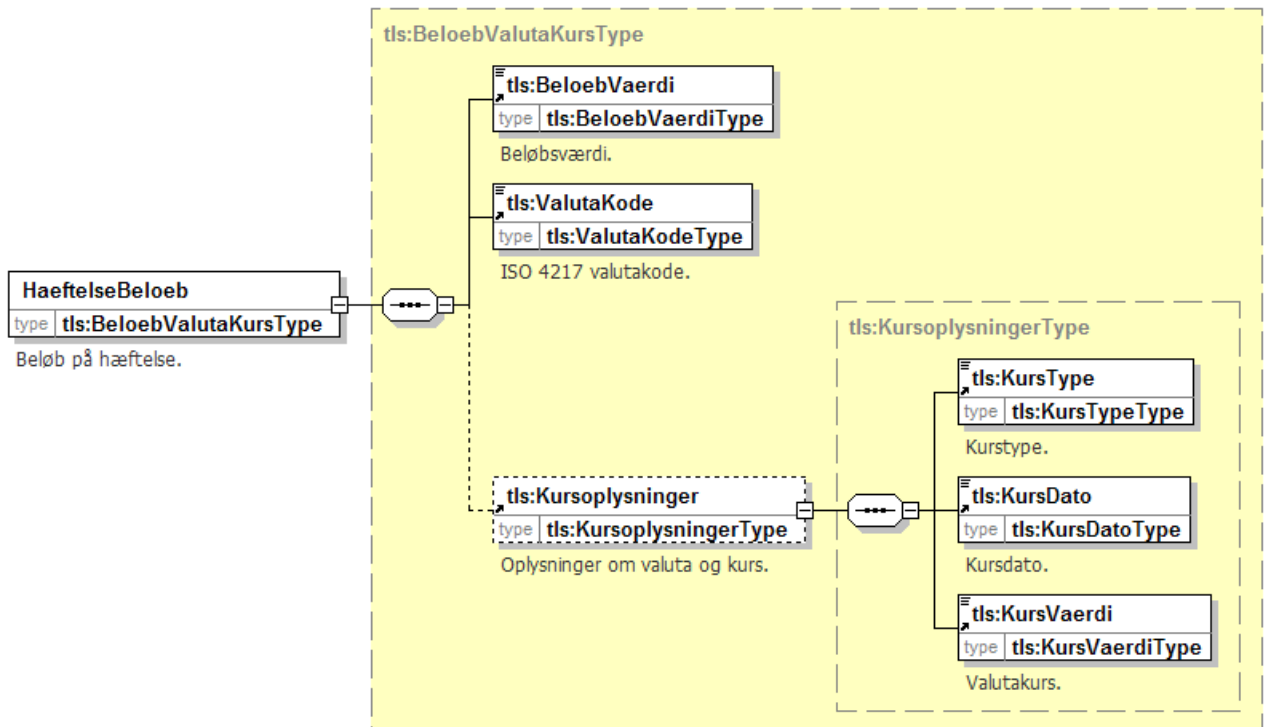 tls:BeloebValutaKursType
tls:BeloebVaerdi
type tls:BeloebVaerdiType
Beløbsværdi.
tls:ValutaKode
type tls:ValutaKodeType
ISO 4217 valutakode.
HaeftelseBeloeb
type tls:BeloebValutaKursType
Beløb på hæftelse.
tls:Kursoplysninger
type tls:KursoplysningerType
Oplysninger om valuta og kurs.
tls:KursoplysningerType
tls:KursType
type tls:KursTypeType
Kurstype.
tls:KursDato
type tls:KursDatoType
Kursdato.
tls:KursVaerdi
type tls:KursVaerdiType
Valutakurs.